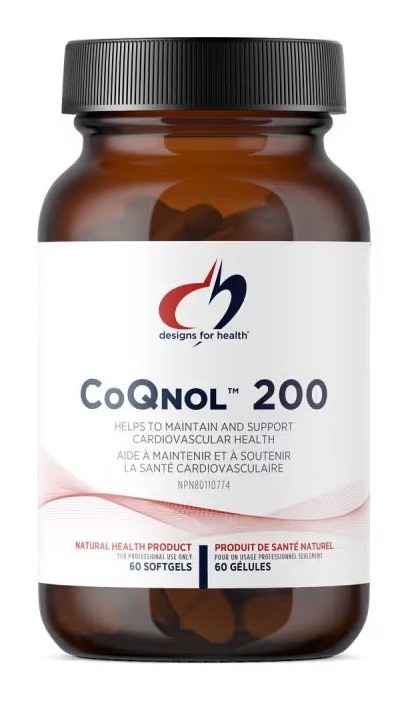 designs for health®
CoQnol™ 200
HELPS TO MAINTAIN AND SUPPORT
CARDIOVASCULAR HEALTH
AIDE À MAINTENIR ET À SOUTENIR
LA SANTÉ CARDIOVASCULAIRE
NPN80110774
NATURAL HEALTH PRODUCT
FOR PROFESSIONAL USE ONLY
60 SOFTGELS
PRODUIT DE SANTÉ NATUREL
POUR UN USAGE PROFESSIONNEL SEULEMENT
60 GÉLULES